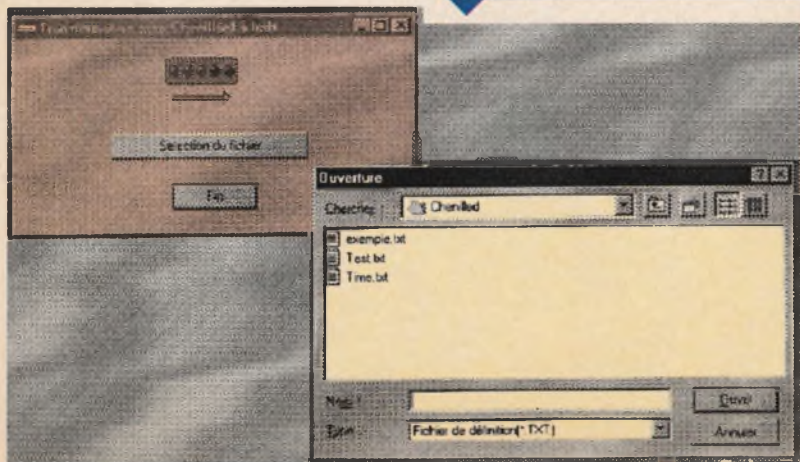 Sélection du fichier
Fin
Ouverture
Chercher
Chenilled
exemple.txt
Test.txt
Time.txt
Nom :
Ouvrir
Type
Fichier de définition(*.TXT)
Annuler